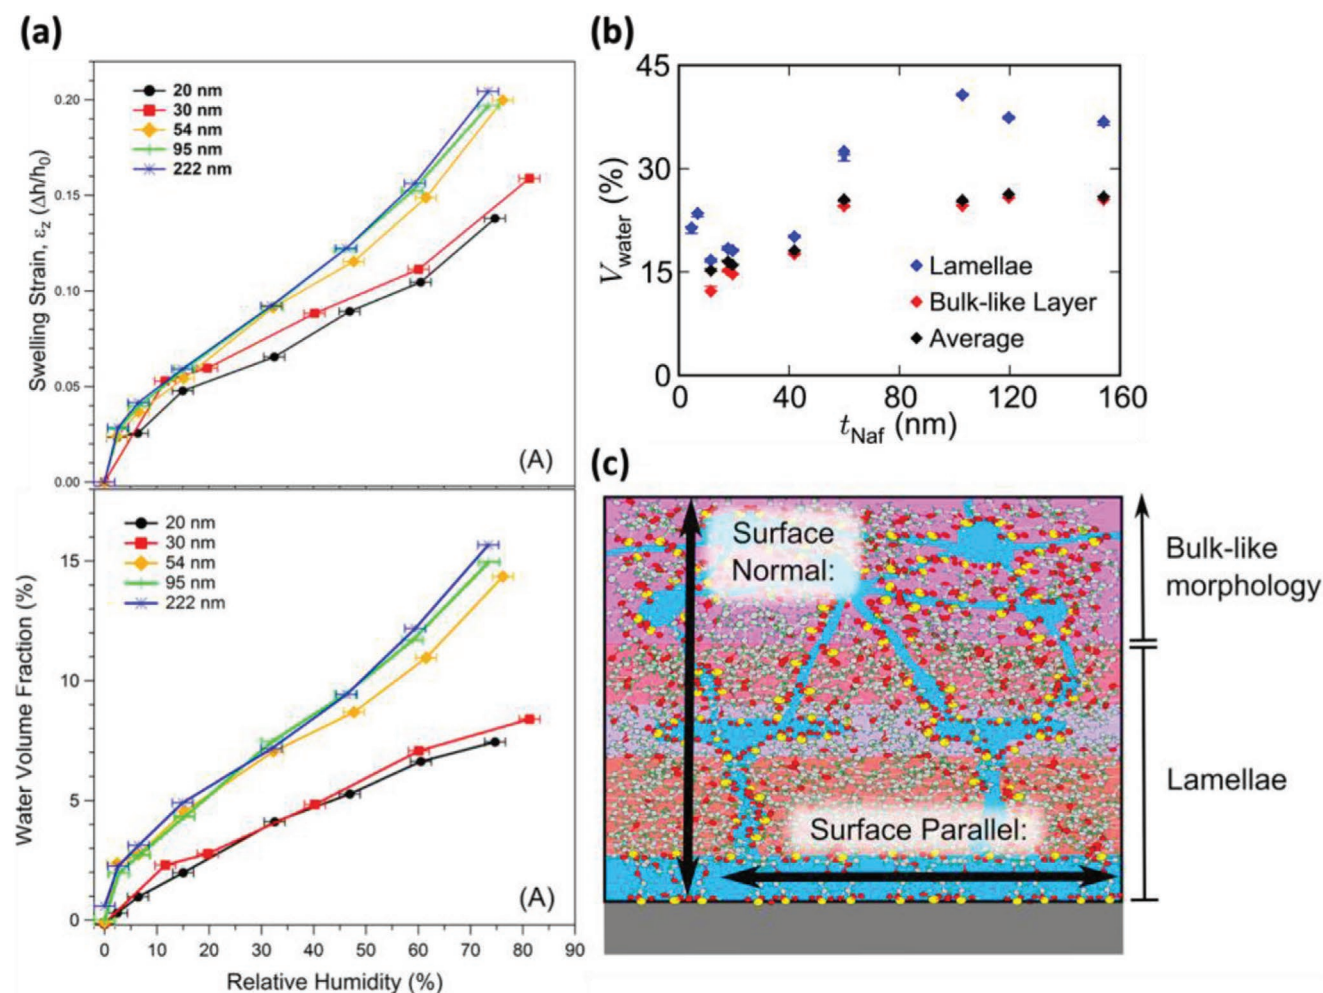 (a)
Swelling Strain, εz (Δh/h0)
0.20
0.15
0.10
0.05
0.00
20 nm
30 nm
54 nm
95 nm
222 nm
(A)
Water Volume Fraction (%)
15
10
5
0
20 nm
30 nm
54 nm
95 nm
222 nm
(A)
0 10 20 30 40 50 60 70 80 90
Relative Humidity (%)
(b)
Vwater (%)
45
30
15
0
Lamellae
Bulk-like Layer
Average
0 40 80 120 160
tNaf (nm)
(c)
Surface
Normal:
Surface Parallel:
Bulk-like
morphology
Lamellae